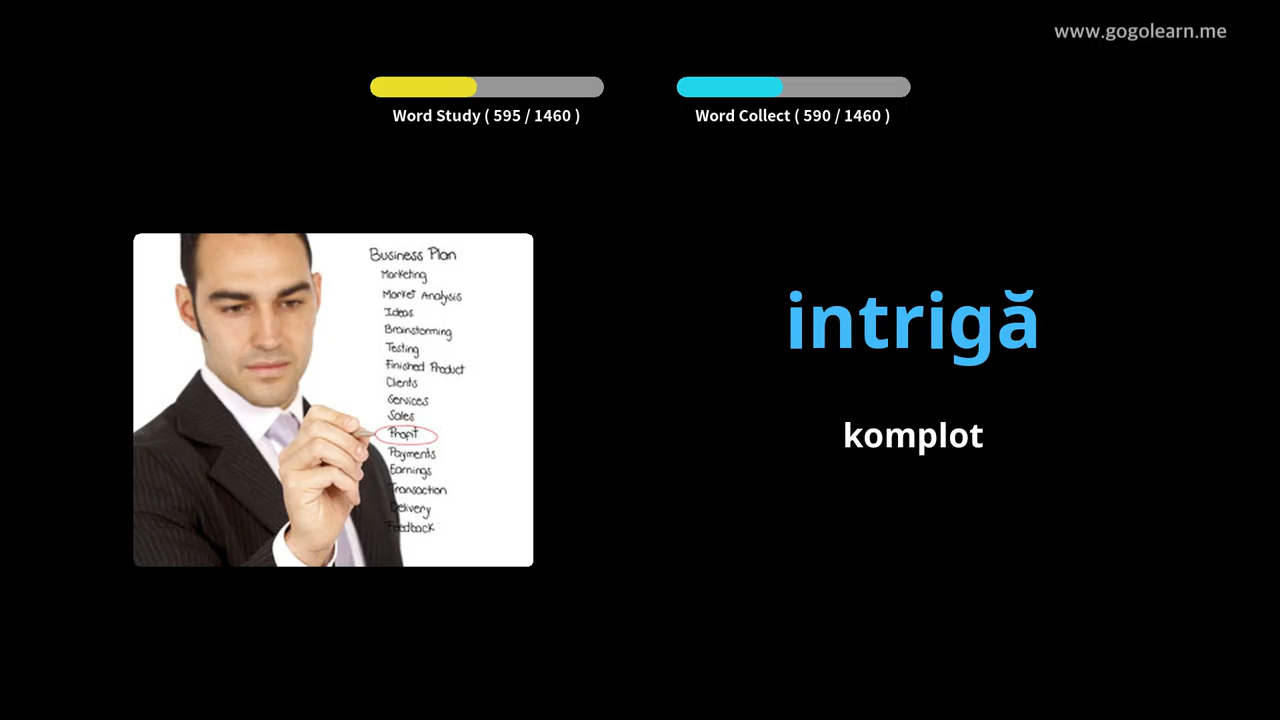 www.gogolearn.me
Word Study ( 595 / 1460 )
Word Collect ( 590 / 1460 )
Business Plan
Marketing
Market Analysis
Ideas
Brainstorming
Testing
Finished Product
Clients
Services
Sales
Profit
Payments
Earnings
Transaction
Delivery
Feedback
intrigă
komplot